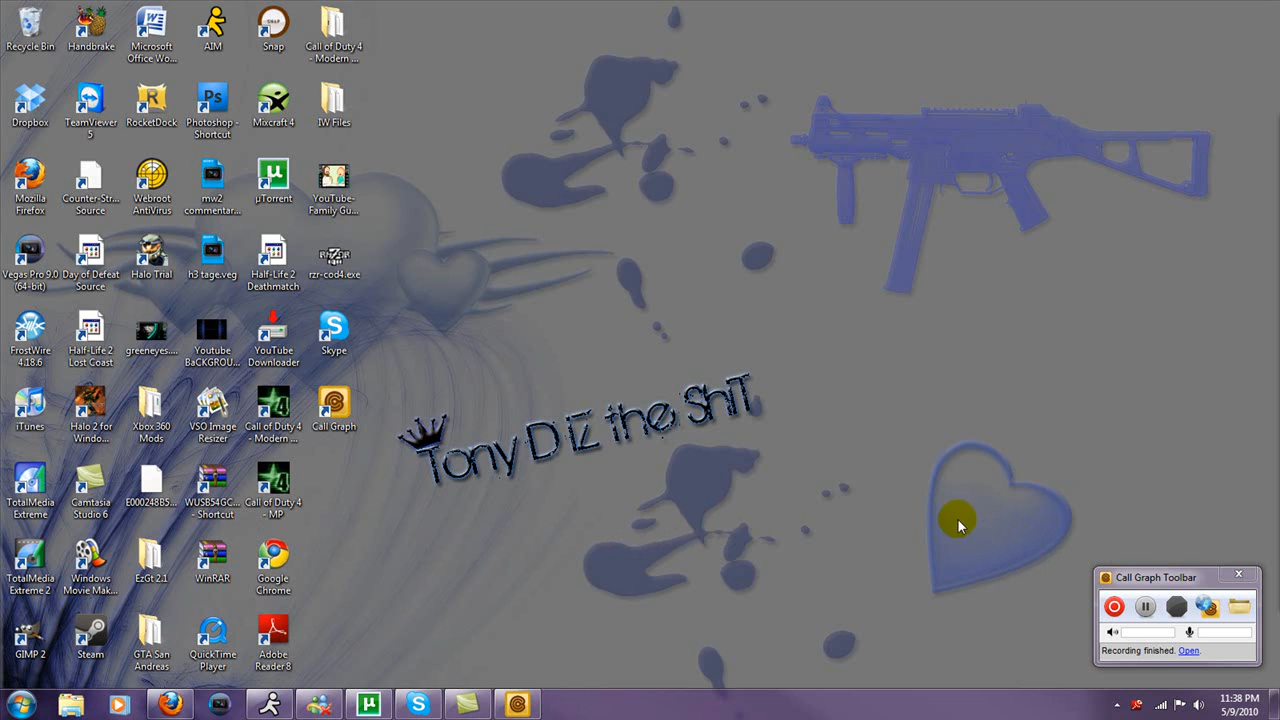 Recycle Bin
Handbrake
Microsoft
Office Wo...
AIM
Snap
Call of Duty 4
- Modern ...
Dropbox
TeamViewer
5
RocketDock
Photoshop -
Shortcut
Mixcraft 4
IW Files
Mozilla
Firefox
Counter-Str...
Source
Webroot
AntiVirus
mw2
commentar...
µTorrent
YouTube-
Family Gu...
Vegas Pro 9.0
(64-bit)
Day of Defeat
Source
Halo Trial
h3 tage.veg
Half-Life 2
Deathmatch
rzr-cod4.exe
FrostWire
4.18.6
Half-Life 2
Lost Coast
greeneyes....
Youtube
BaCKGROU...
YouTube
Downloader
Skype
iTunes
Halo 2 for
Windo...
Xbox 360
Mods
VSO Image
Resizer
Call of Duty 4
- Modern ...
Call Graph
TotalMedia
Extreme
Camtasia
Studio 6
E000248B5...
WUSB54GC...
- Shortcut
Call of Duty 4
- MP
TotalMedia
Extreme 2
Windows
Movie Mak...
EzGt 2.1
WinRAR
Google
Chrome
GIMP 2
Steam
GTA San
Andreas
QuickTime
Player
Adobe
Reader 8
Tony D iz the ShiT
Call Graph Toolbar
Recording finished. Open.
11:38 PM
5/9/2010